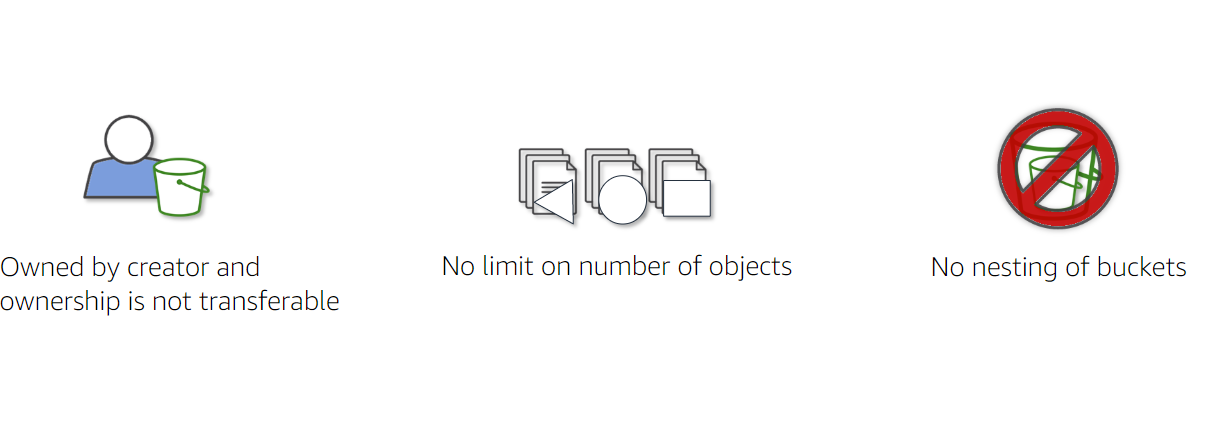 Owned by creator and
ownership is not transferable
No limit on number of objects
No nesting of buckets